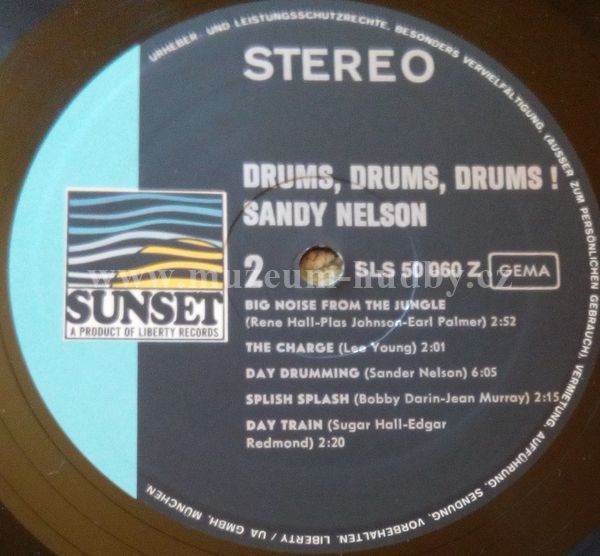 URHEBER- UND LEISTUNGSSCHUTZRECHTE, BESONDERS VERVIELFÄLTIGUNG, (AUSSER ZUM PERSÖNLICHEN GEBRAUCH), VERMIETUNG, AUFFÜHRUNG, SENDUNG, VORBEHALTEN. LIBERTY / UA GMBH, MÜNCHEN.
STEREO
DRUMS, DRUMS, DRUMS !
SANDY NELSON
2 SLS 50 060 Z GEMA
www.muzeum-hudby.cz
SUNSET
A PRODUCT OF LIBERTY RECORDS
BIG NOISE FROM THE JUNGLE
(Rene Hall-Plas Johnson-Earl Palmer) 2:52
THE CHARGE (Lee Young) 2:01
DAY DRUMMING (Sander Nelson) 6:05
SPLISH SPLASH (Bobby Darin-Jean Murray) 2:15
DAY TRAIN (Sugar Hall-Edgar
Redmond) 2:20